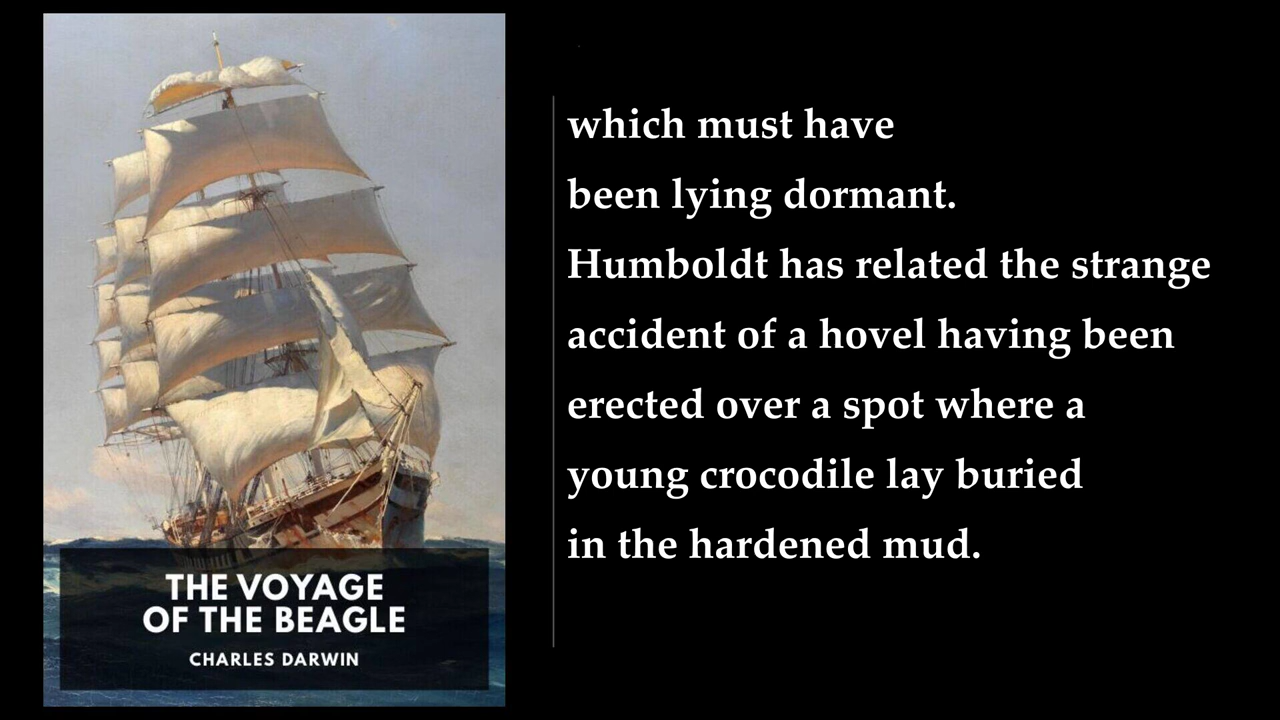 THE VOYAGE
OF THE BEAGLE
CHARLES DARWIN
which must have
been lying dormant.
Humboldt has related the strange
accident of a hovel having been
erected over a spot where a
young crocodile lay buried
in the hardened mud.